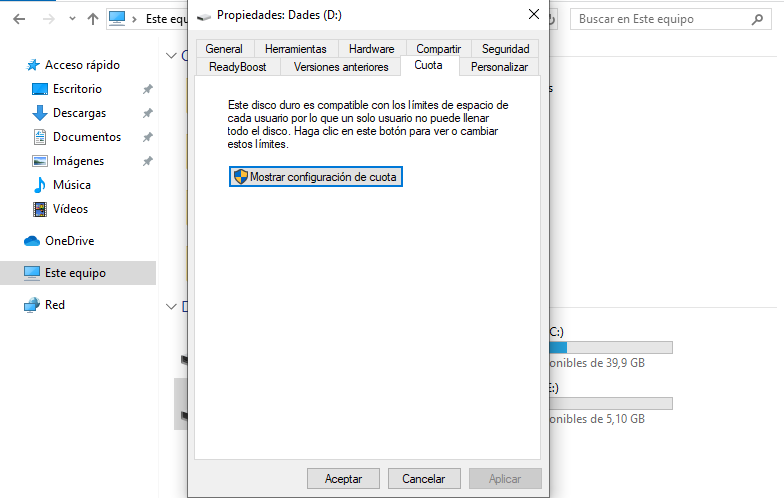 Propiedades: Dades (D:)
Este equ
Buscar en Este equipo
General
Herramientas
Hardware
Compartir
Seguridad
ReadyBoost
Versiones anteriores
Cuota
Personalizar
Acceso rápido
Escritorio
Descargas
Documentos
Imágenes
Música
Vídeos
OneDrive
Este equipo
Red
Este disco duro es compatible con los límites de espacio de
cada usuario por lo que un solo usuario no puede llenar
todo el disco. Haga clic en este botón para ver o cambiar
estos límites.
Mostrar configuración de cuota
C:)
onibles de 39,9 GB
E:)
onibles de 5,10 GB
Aceptar
Cancelar
Aplicar